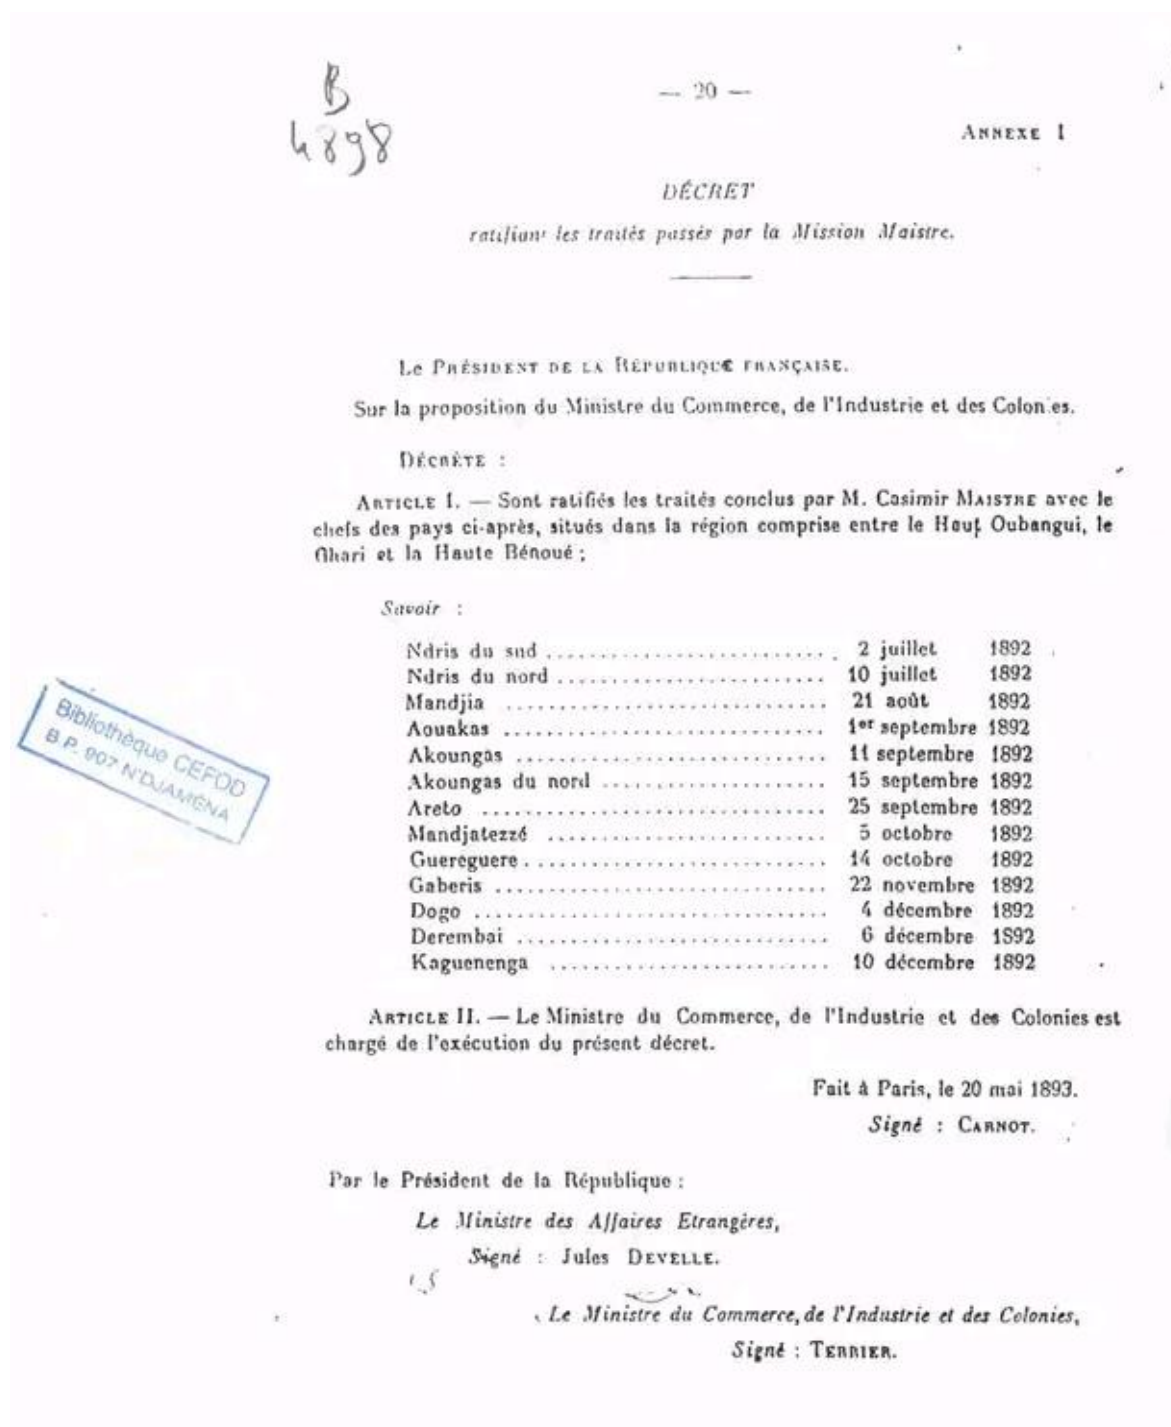 B
4898
— 20 —
ANNEXE I
DÉCRET
ratifiant les traités passés par la Mission Maistre.
Le PRÉSIDENT DE LA RÉPUBLIQUE FRANÇAISE.
Sur la proposition du Ministre du Commerce, de l'Industrie et des Colonies.
DÉCRÈTE :
ARTICLE I. — Sont ratifiés les traités conclus par M. Casimir MAISTRE avec le
chefs des pays ci-après, situés dans la région comprise entre le Haut Oubangui, le
Chari et la Haute Bénoué ;
Savoir :
Ndris du sud .......................... 2 juillet 1892
Ndris du nord ......................... 10 juillet 1892
Mandjia ............................. 21 août 1892
Aouakas ............................. 1er septembre 1892
Akoungas ............................ 11 septembre 1892
Akoungas du nord .................... 15 septembre 1892
Areto ............................... 25 septembre 1892
Mandjatezzé ......................... 5 octobre 1892
Guereguere .......................... 14 octobre 1892
Gaberis ............................. 22 novembre 1892
Dogo ................................ 4 décembre 1892
Derembai ............................ 6 décembre 1892
Kaguenenga .......................... 10 décembre 1892
Bibliothèque CEFOD
B.P. 907 N'DJAMÉNA
ARTICLE II. — Le Ministre du Commerce, de l'Industrie et des Colonies est
chargé de l'exécution du présent décret.
Fait à Paris, le 20 mai 1893.
Signé : CARNOT.
Par le Président de la République :
Le Ministre des Affaires Etrangères,
Signé : Jules DEVELLE.
Le Ministre du Commerce, de l'Industrie et des Colonies,
Signé : TERRIER.